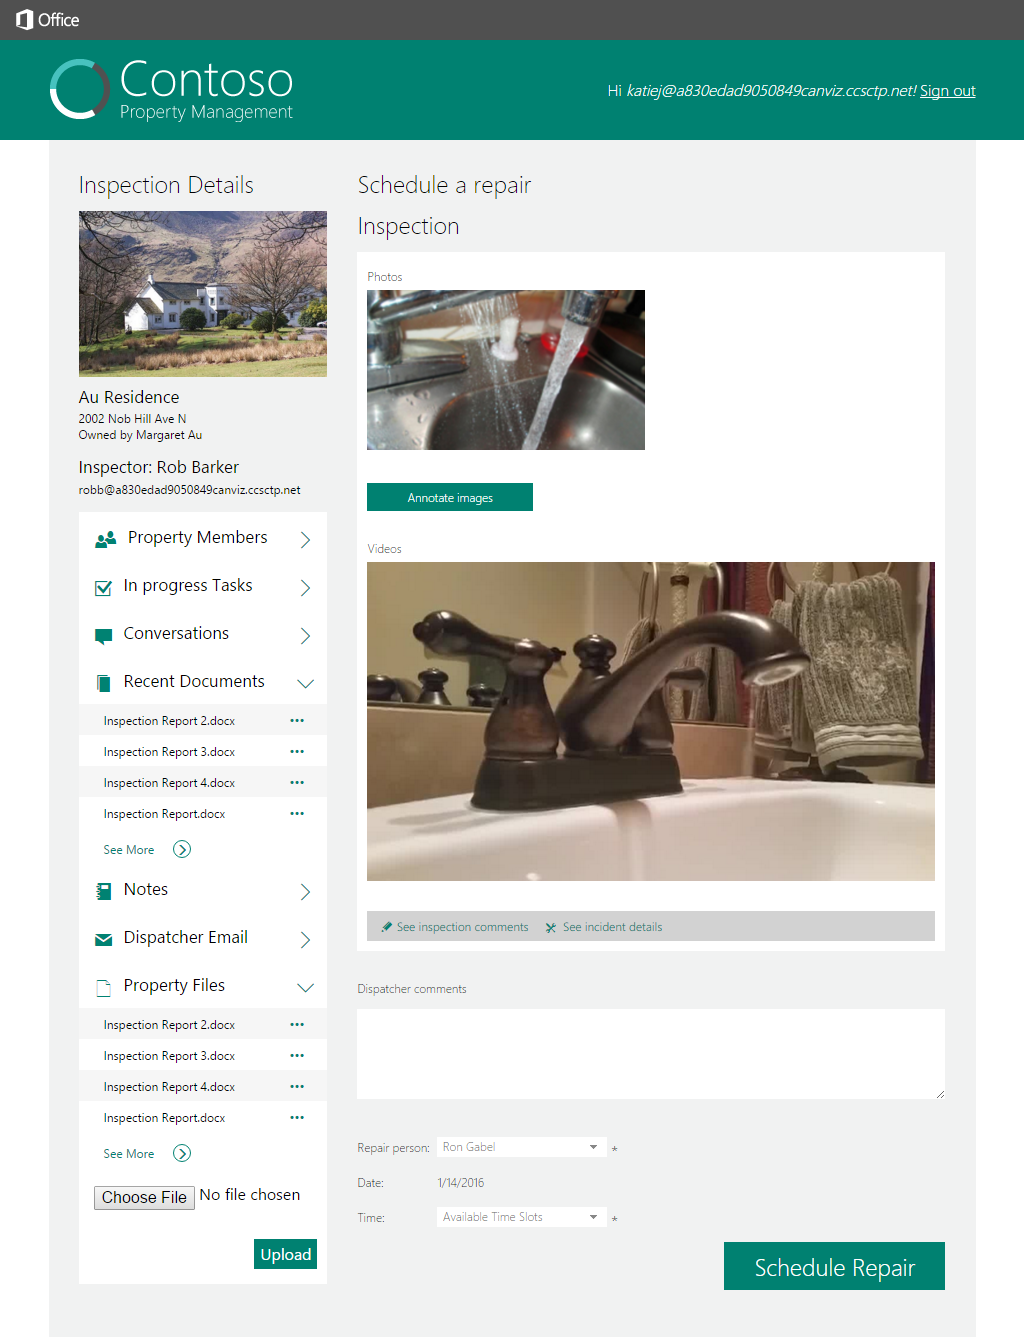 Office
Contoso
Property Management
Hi katiej@a830edad9050849canviz.ccsctp.net! Sign out
Inspection Details
Au Residence
2002 Nob Hill Ave N
Owned by Margaret Au
Inspector: Rob Barker
robb@a830edad9050849canviz.ccsctp.net
Property Members
In progress Tasks
Conversations
Recent Documents
Inspection Report 2.docx
Inspection Report 3.docx
Inspection Report 4.docx
Inspection Report.docx
See More
Notes
Dispatcher Email
Property Files
Inspection Report 2.docx
Inspection Report 3.docx
Inspection Report 4.docx
Inspection Report.docx
See More
Choose File No file chosen
Upload
Schedule a repair
Inspection
Photos
Annotate images
Videos
See inspection comments See incident details
Dispatcher comments
Repair person: Ron Gabel *
Date: 1/14/2016
Time: Available Time Slots *
Schedule Repair